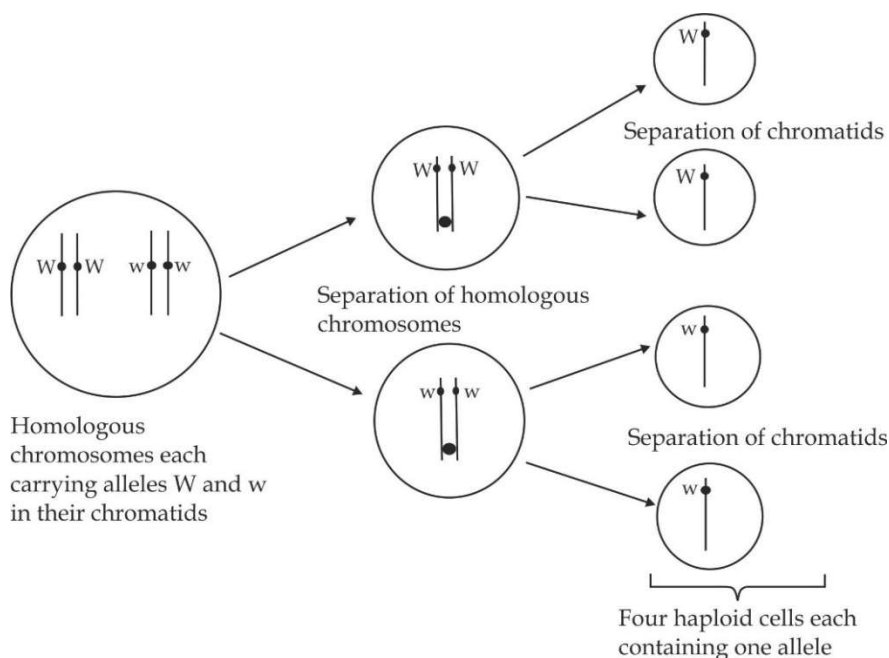 W
Separation of chromatids
W W
W
W W w w
Separation of homologous
chromosomes
w
w w
Homologous
chromosomes each
carrying alleles W and w
in their chromatids
Separation of chromatids
w
Four haploid cells each
containing one allele